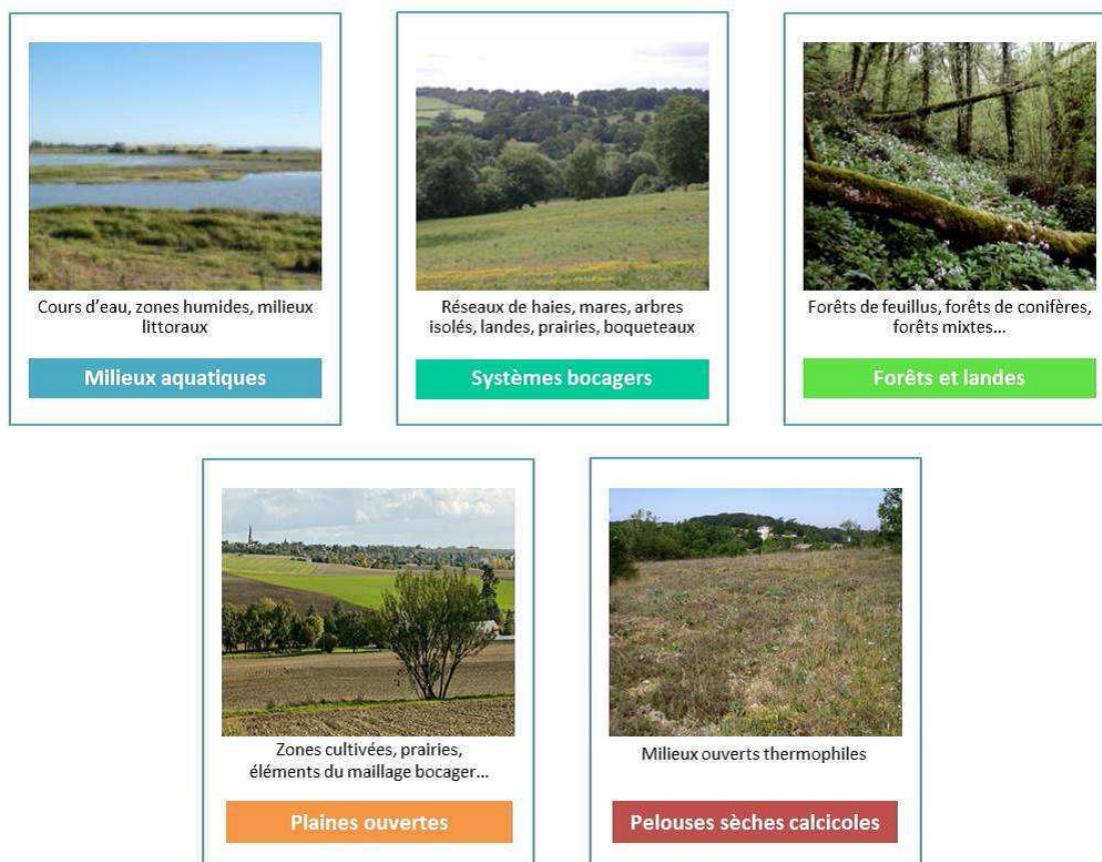 Cours d'eau, zones humides, milieux
littoraux
Milieux aquatiques
Réseaux de haies, mares, arbres
isolés, landes, prairies, boqueteaux
Systèmes bocagers
Forêts de feuillus, forêts de conifères,
forêts mixtes…
Forêts et landes
Zones cultivées, prairies,
éléments du maillage bocager…
Plaines ouvertes
Milieux ouverts thermophiles
Pelouses sèches calcicoles